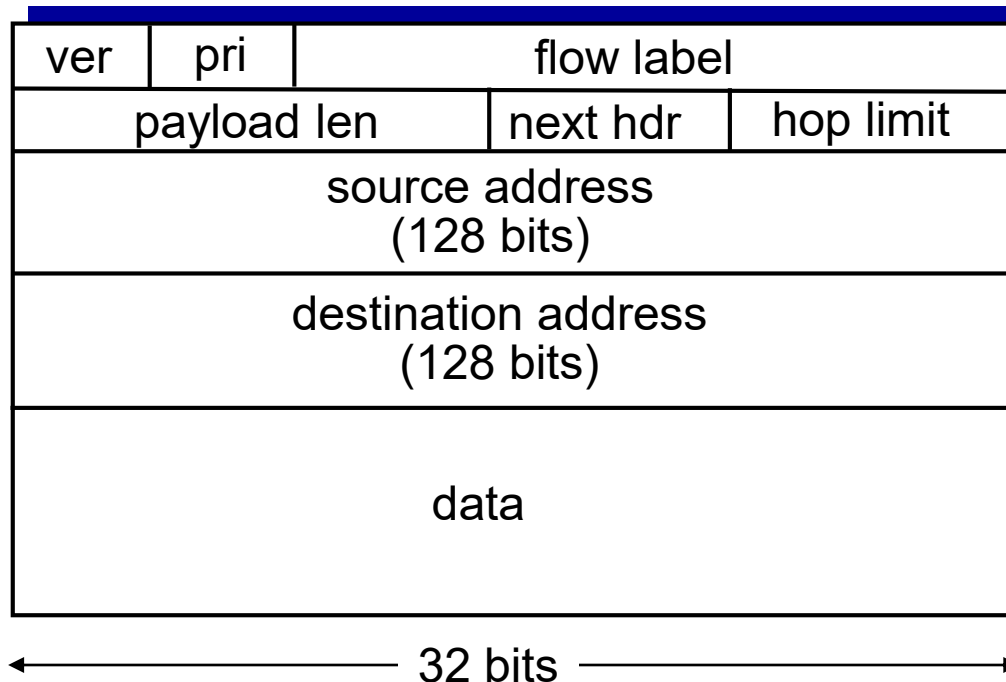 ver pri flow label
payload len next hdr hop limit
source address
(128 bits)
destination address
(128 bits)
data
32 bits